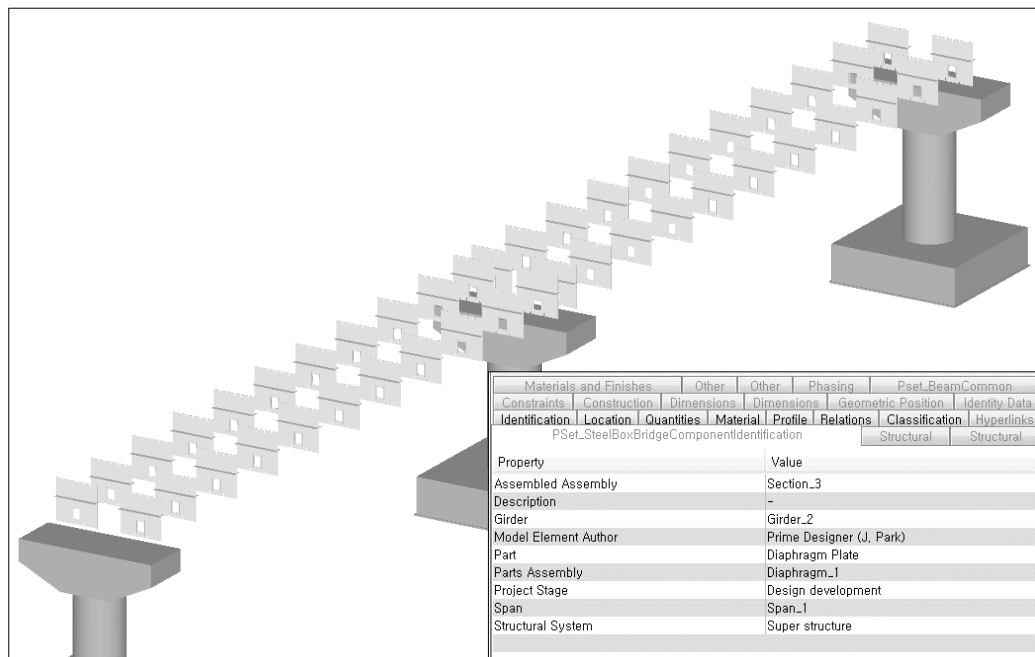 Materials and Finishes Other Other Phasing Pset_BeamCommon
Constraints Construction Dimensions Dimensions Geometric Position Identity Data
Identification Location Quantities Material Profile Relations Classification Hyperlinks
PSet_SteelBoxBridgeComponentIdentification Structural Structural
Property Value
Assembled Assembly Section_3
Description -
Girder Girder_2
Model Element Author Prime Designer (J, Park)
Part Diaphragm Plate
Parts Assembly Diaphragm_1
Project Stage Design development
Span Span_1
Structural System Super structure